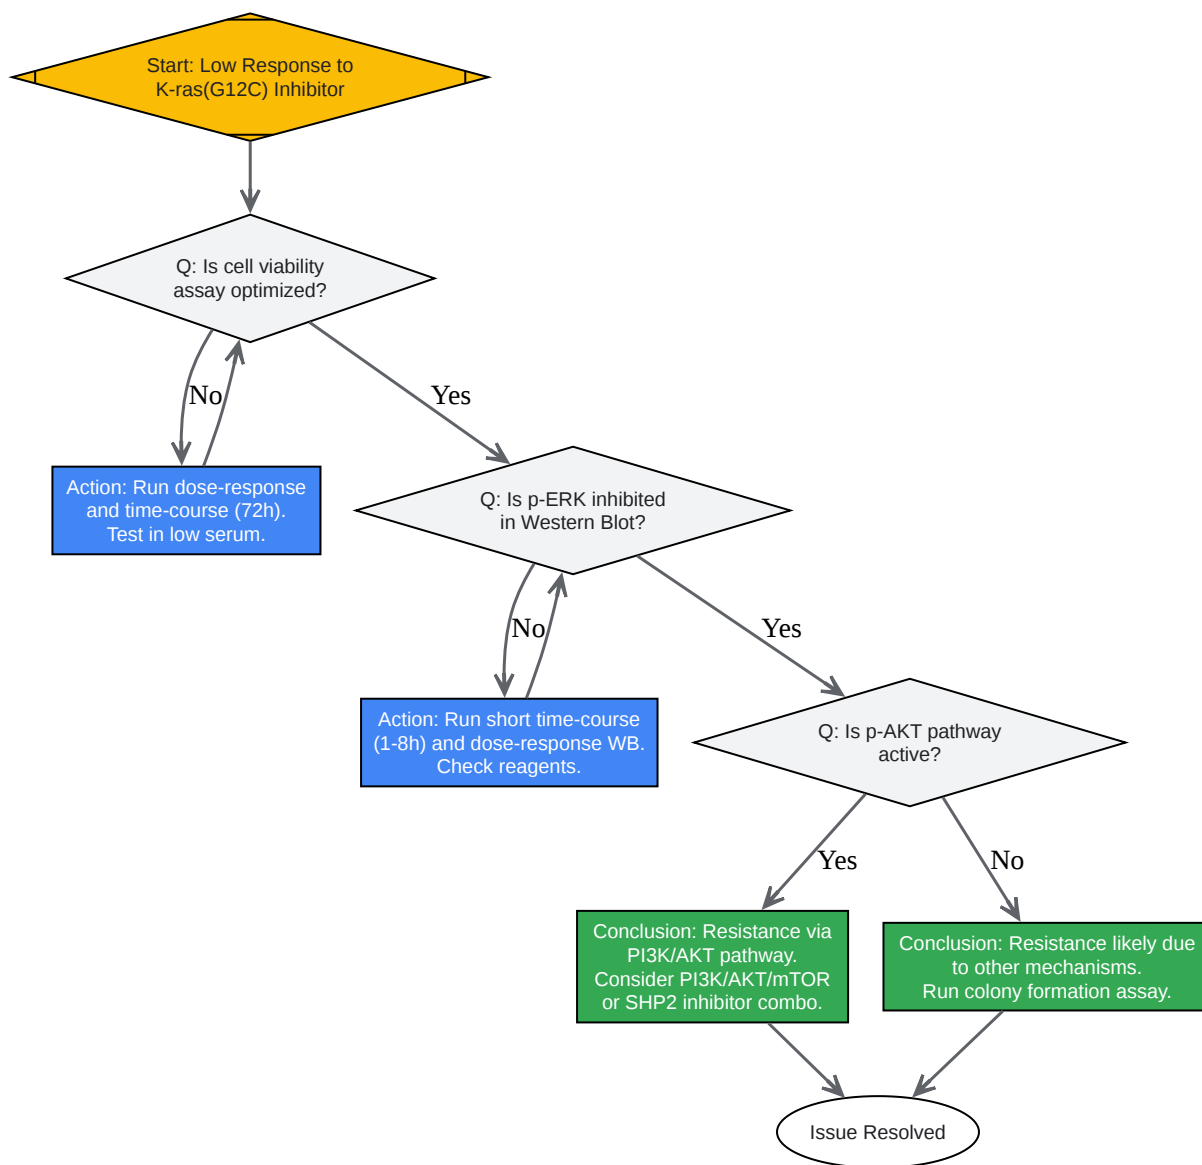 Start: Low Response to
K-ras(G12C) Inhibitor
Q: Is cell viability
assay optimized?
No
Yes
Action: Run dose-response
and time-course (72h).
Test in low serum.
Q: Is p-ERK inhibited
in Western Blot?
No
Yes
Action: Run short time-course
(1-8h) and dose-response WB.
Check reagents.
Q: Is p-AKT pathway
active?
Yes
No
Conclusion: Resistance via
PI3K/AKT pathway.
Consider PI3K/AKT/mTOR
or SHP2 inhibitor combo.
Conclusion: Resistance likely due
to other mechanisms.
Run colony formation assay.
Issue Resolved